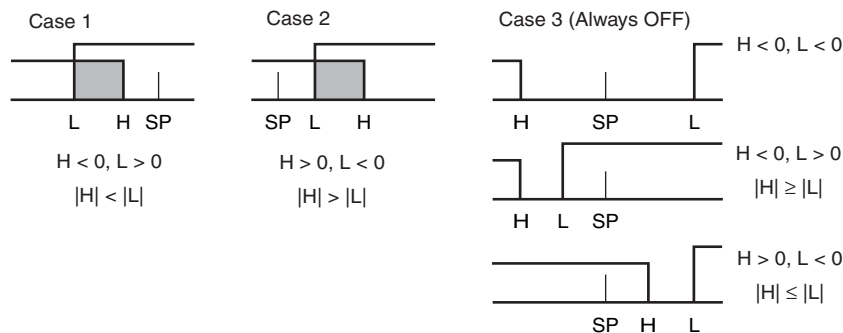 Case 1
L H SP
H < 0, L > 0
|H| < |L|
Case 2
SP L H
H > 0, L < 0
|H| > |L|
Case 3 (Always OFF)
H < 0, L < 0
H SP L
H < 0, L > 0
|H| ≥ |L|
H L SP
H > 0, L < 0
|H| ≤ |L|
SP H L